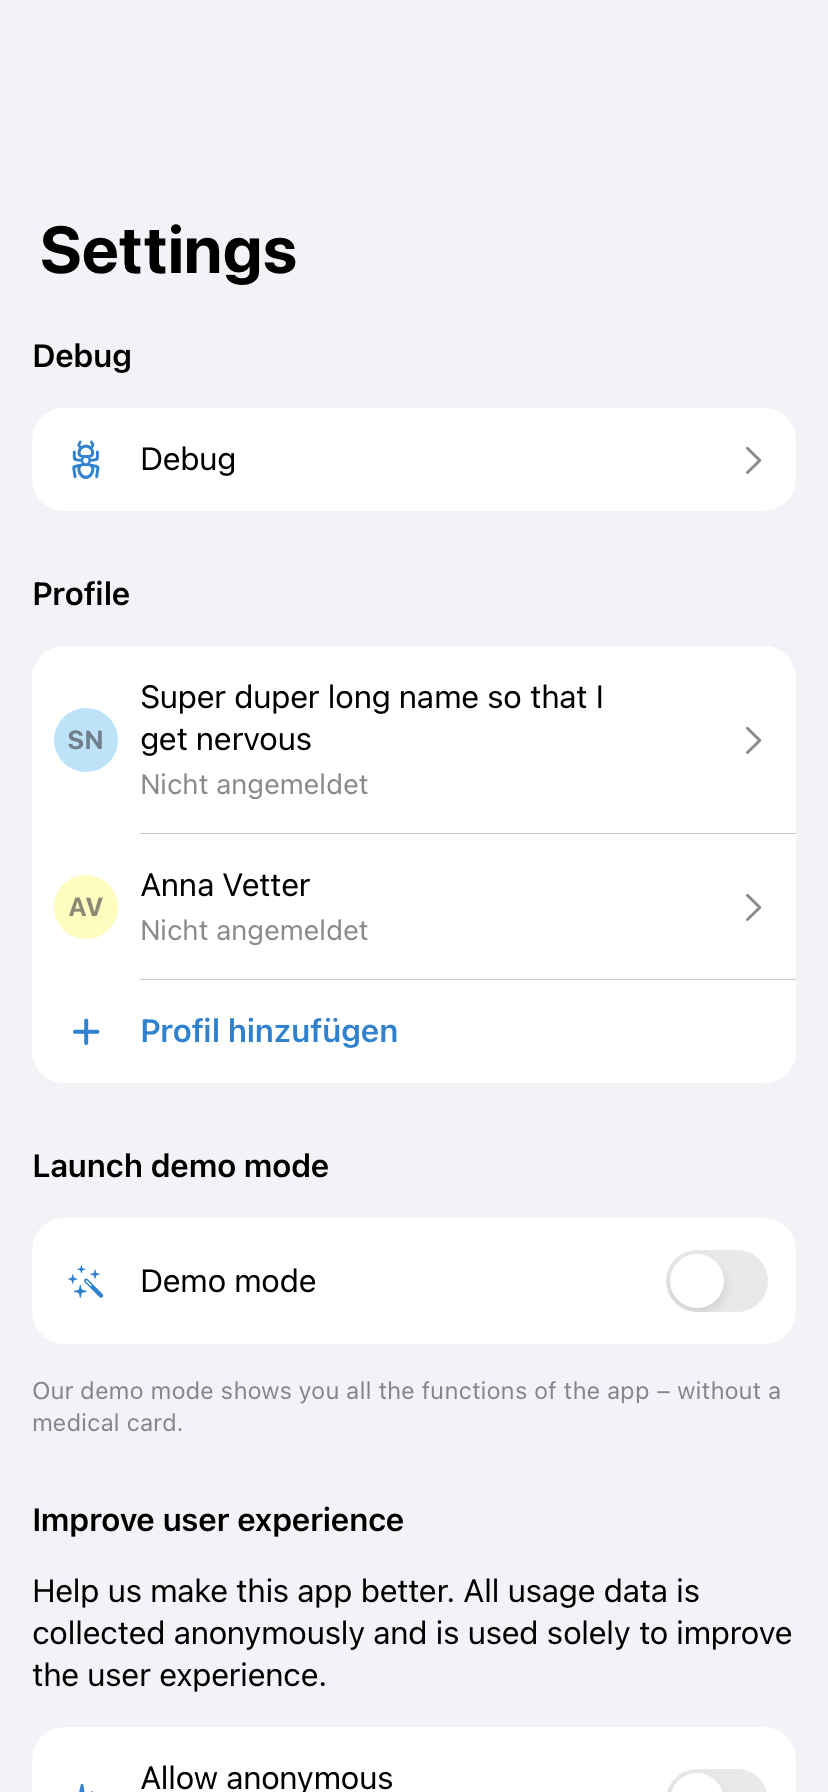 Settings
Debug
Debug
Profile
SN
Super duper long name so that I
get nervous
Nicht angemeldet
AV
Anna Vetter
Nicht angemeldet
Profil hinzufügen
Launch demo mode
Demo mode
Our demo mode shows you all the functions of the app – without a
medical card.
Improve user experience
Help us make this app better. All usage data is
collected anonymously and is used solely to improve
the user experience.
Allow anonymous